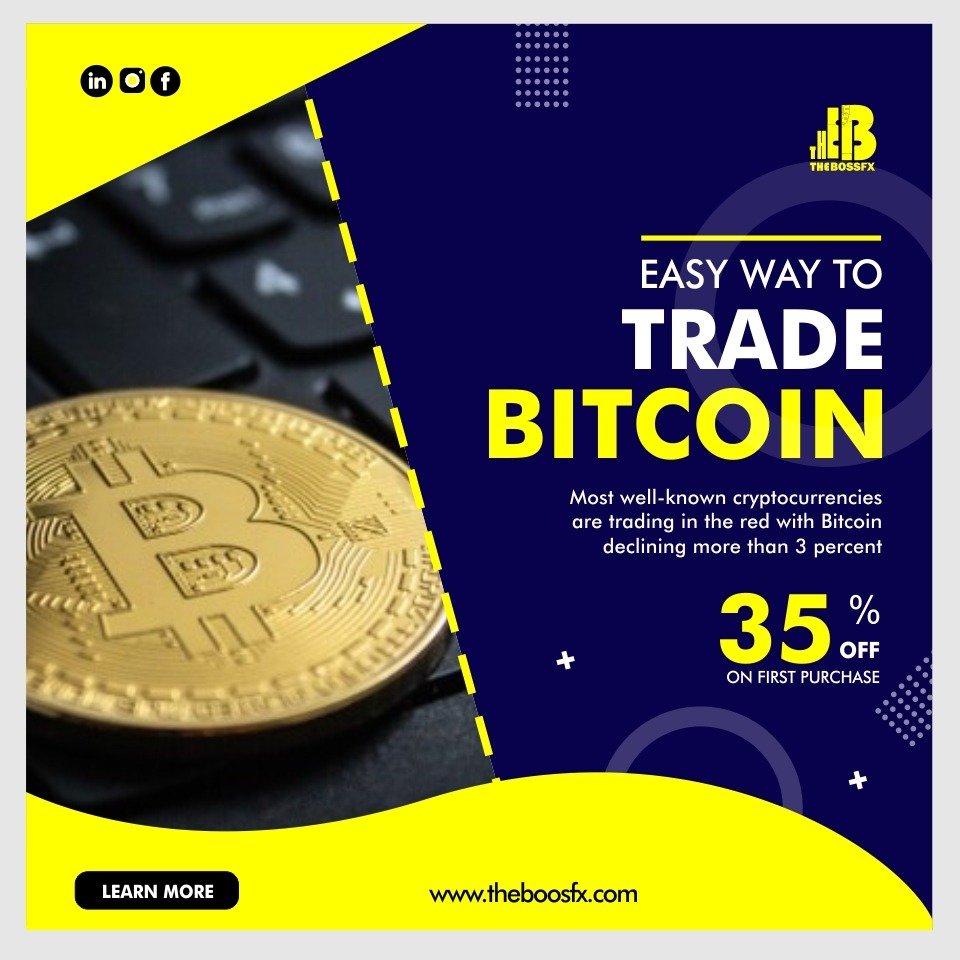 in f
THEBOSSFX
EASY WAY TO
TRADE
BITCOIN
Most well-known cryptocurrencies
are trading in the red with Bitcoin
declining more than 3 percent
35 %
OFF
ON FIRST PURCHASE
LEARN MORE
www.theboosfx.com